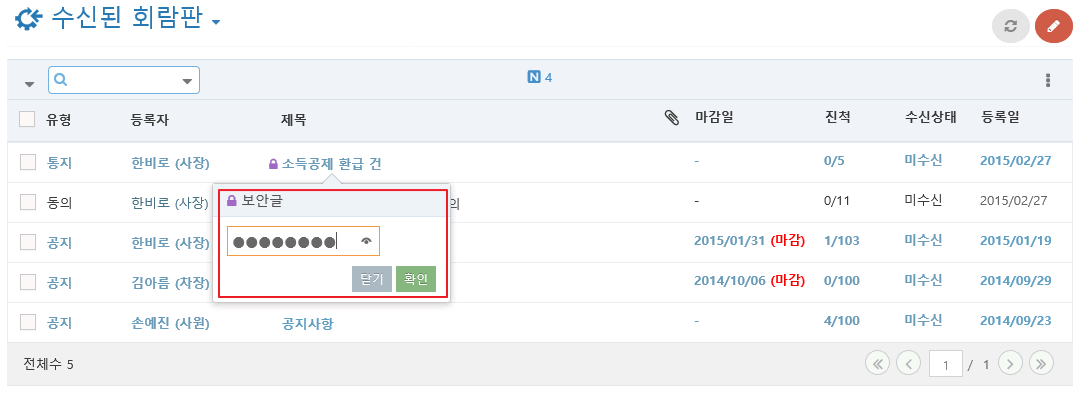 수신된 회람판
N 4
유형 등록자 제목 마감일 진척 수신상태 등록일
통지 한비로 (사장) 소득공제 환급 건 - 0/5 미수신 2015/02/27
동의 한비로 (사장) 의 - 0/11 미수신 2015/02/27
보안글
공지 한비로 (사장) 2015/01/31 (마감) 1/103 미수신 2015/01/19
●●●●●●●●
공지 김아름 (차장) 2014/10/06 (마감) 0/100 미수신 2014/09/29
닫기 확인
공지 손예진 (사원) 공지사항 - 4/100 미수신 2014/09/23
전체수 5 1 / 1